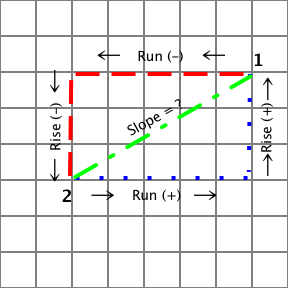 Run (–)
1
Rise (–)
Slope = ?
Rise (+)
2
Run (+)